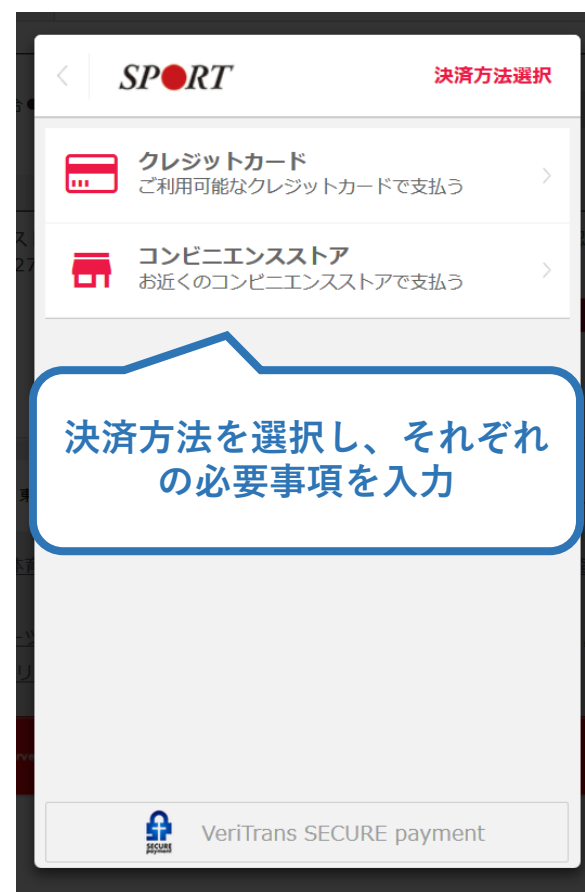 SPORT
決済方法選択
クレジットカード
ご利用可能なクレジットカードで支払う
コンビニエンスストア
お近くのコンビニエンスストアで支払う
決済方法を選択し、それぞれ
の必要事項を入力
SECURE
payment
VeriTrans SECURE payment